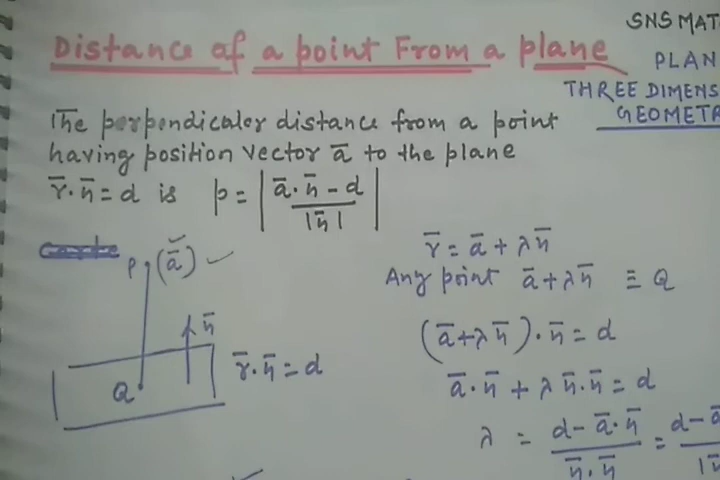 SNS MAT
Distance of a point From a plane
PLAN
THREE DIMENS
GEOMETR
The perpendicular distance from a point
having position vector a̅ to the plane
r̅·n̅ = d is p = | (a̅·n̅ − d) / |n̅| |
P (a̅)
n̅
r̅·n̅ = d
Q
r̅ = a̅ + λn̅
Any point a̅ + λn̅ ≡ Q
(a̅ + λn̅)·n̅ = d
a̅·n̅ + λ n̅·n̅ = d
λ = (d − a̅·n̅) / (n̅·n̅) = (d − a̅ / |n̅